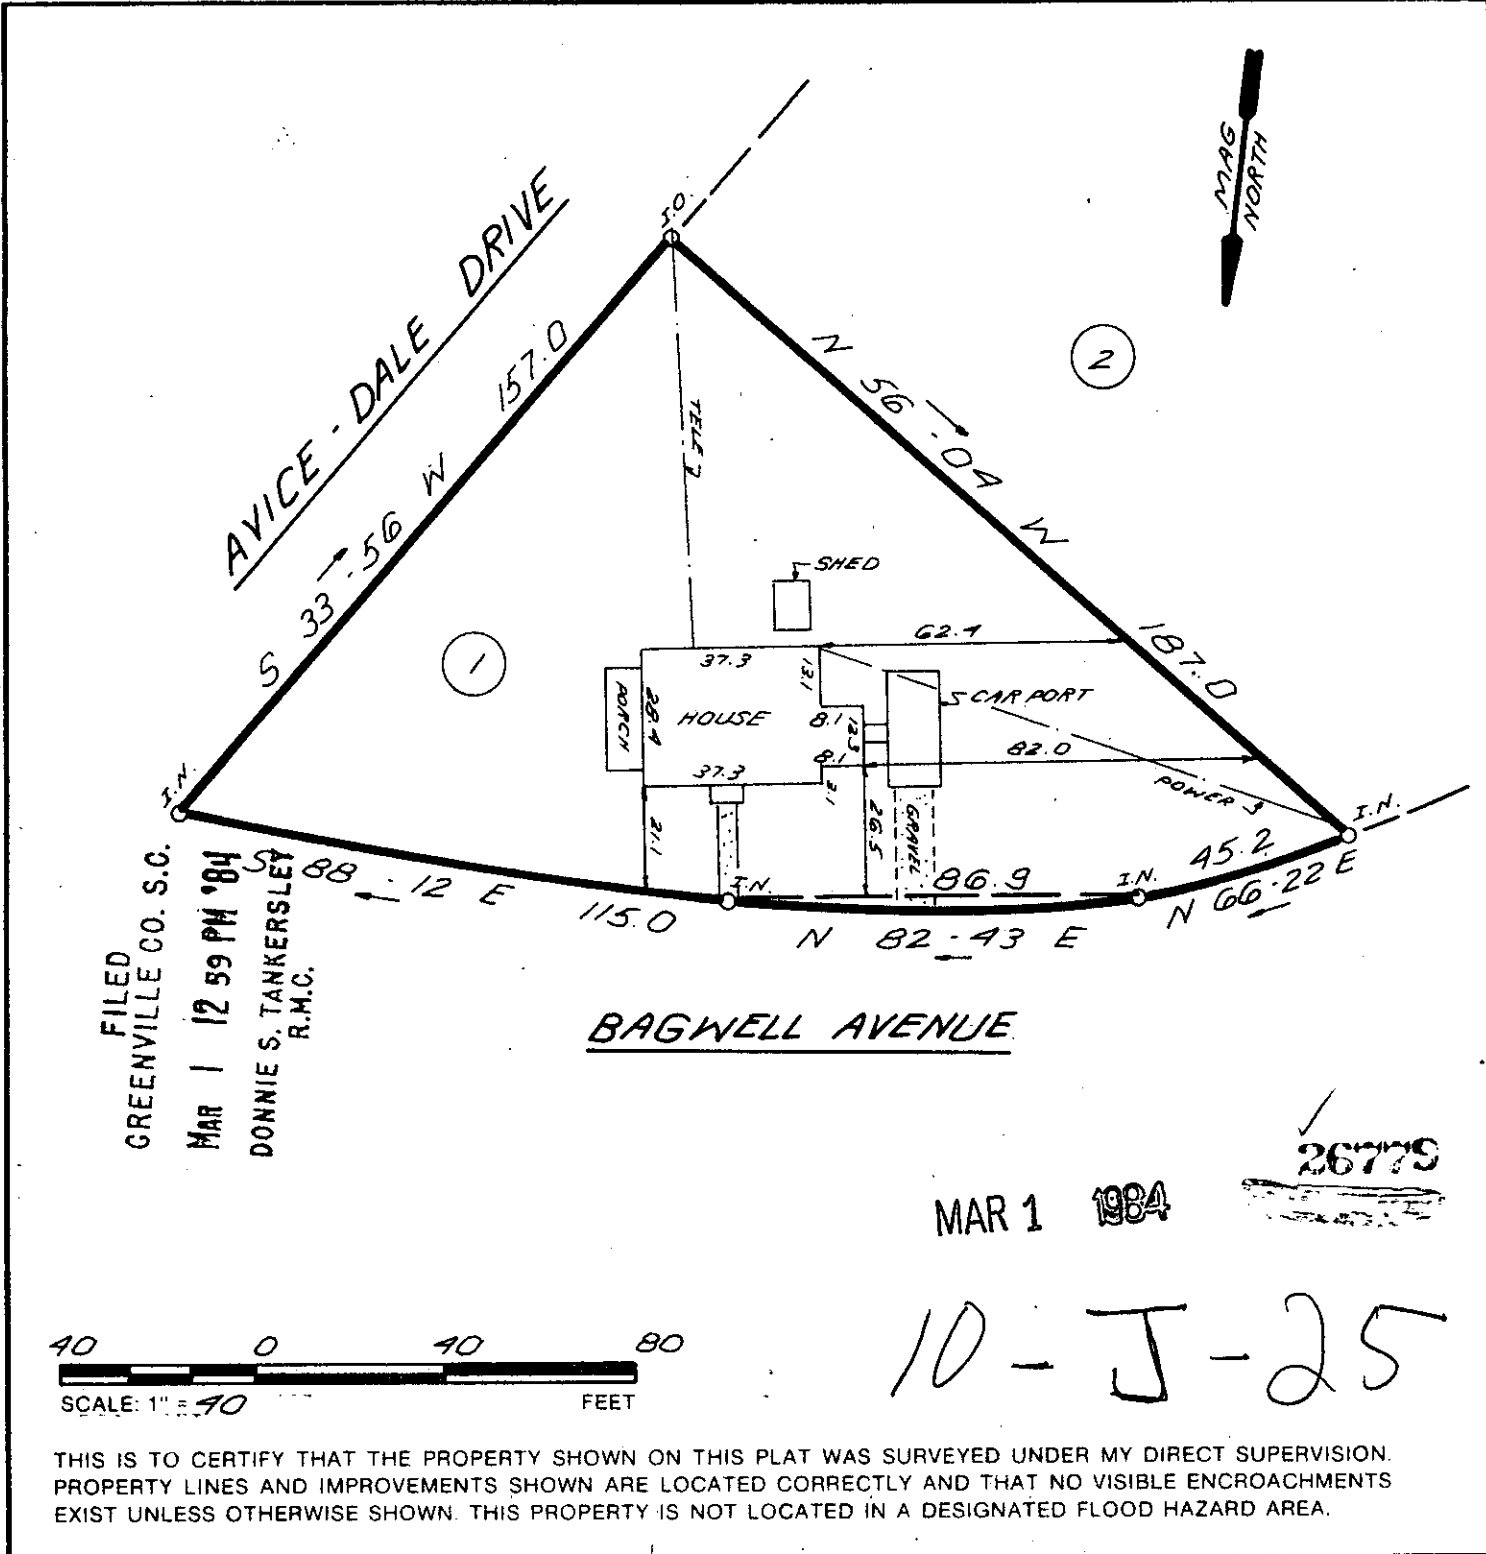 MAG
NORTH
I.O.
AVICE - DALE DRIVE
S 33-56 W 157.0
N 56-04 W 187.0
2
1
TELE
SHED
62.4
37.3
13.1
CAR PORT
PORCH
28.4
HOUSE
8.1
12.3
8.1
82.0
37.3
3.1
POWER
I.N.
I.N.
21.1
26.5
GRAVEL
I.N.
86.9
I.N.
45.2
S 88-12 E 115.0
N 82-43 E
N 66-22 E
BAGWELL AVENUE
FILED
GREENVILLE CO. S.C.
MAR 1 12 59 PM '84
DONNIE S. TANKERSLEY
R.M.C.
26779
MAR 1 1984
10-J-25
40 0 40 80
SCALE: 1" = 40 FEET
THIS IS TO CERTIFY THAT THE PROPERTY SHOWN ON THIS PLAT WAS SURVEYED UNDER MY DIRECT SUPERVISION.
PROPERTY LINES AND IMPROVEMENTS SHOWN ARE LOCATED CORRECTLY AND THAT NO VISIBLE ENCROACHMENTS
EXIST UNLESS OTHERWISE SHOWN. THIS PROPERTY IS NOT LOCATED IN A DESIGNATED FLOOD HAZARD AREA.